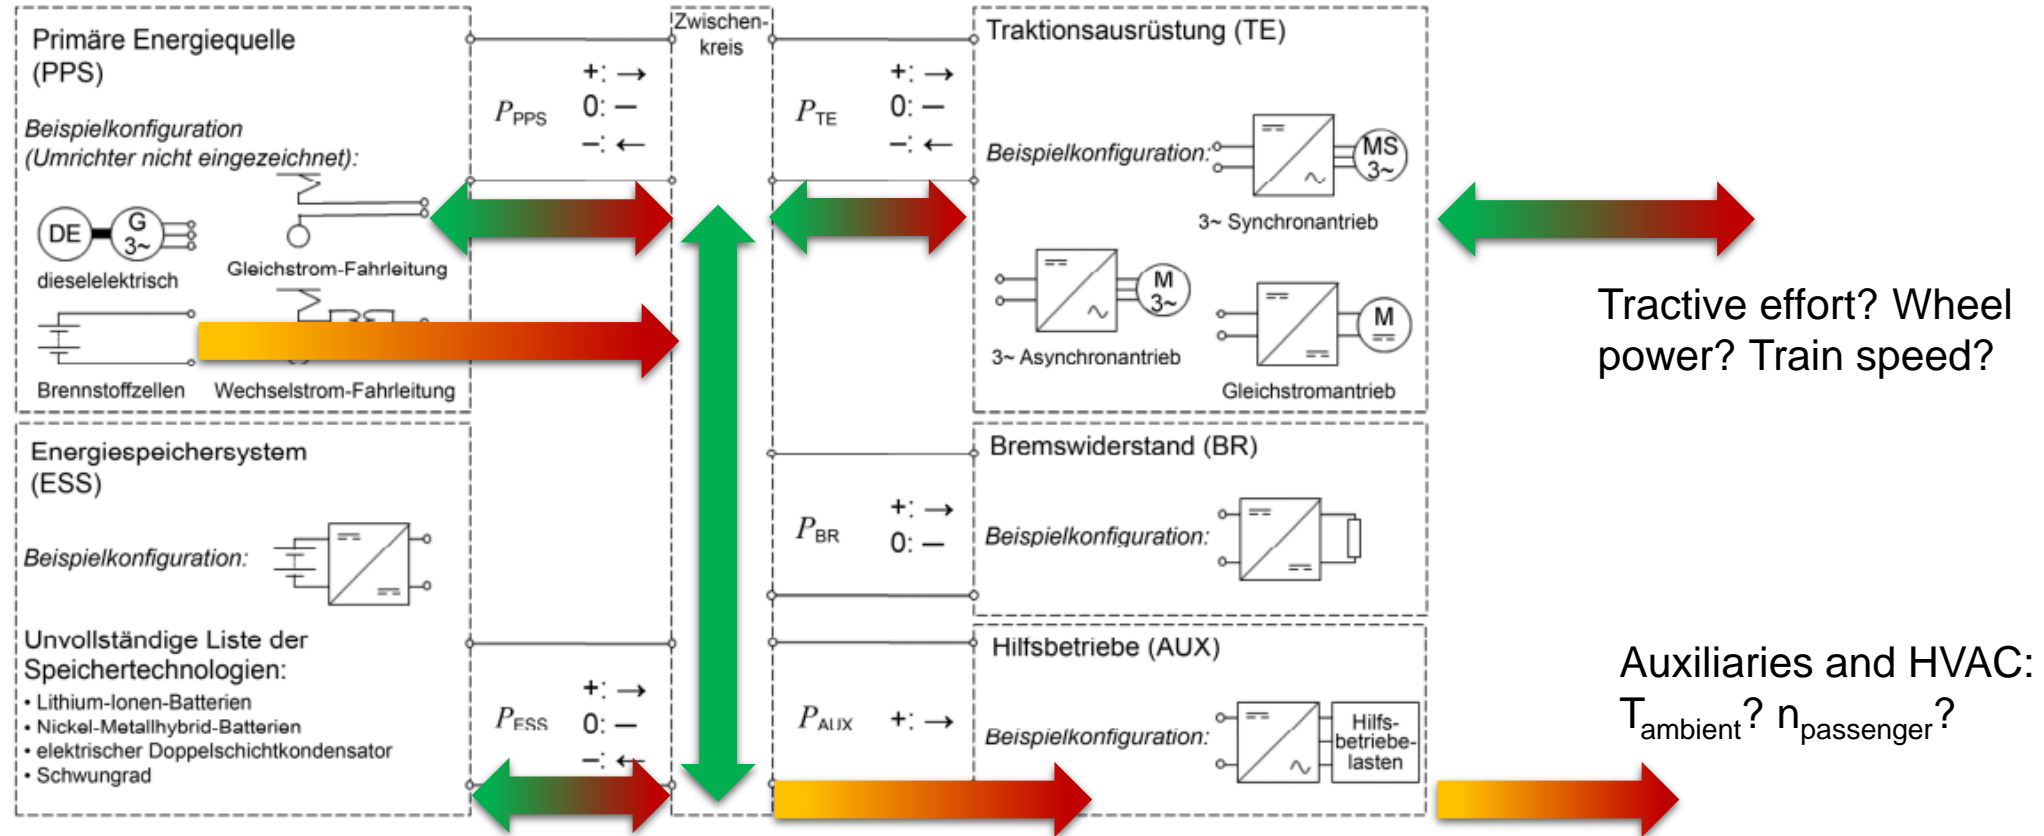 Primäre Energiequelle
(PPS)
Beispielkonfiguration
(Umrichter nicht eingezeichnet):
DE
G
3~
dieselelektrisch
Gleichstrom-Fahrleitung
Brennstoffzellen
Wechselstrom-Fahrleitung
P_PPS
+: →
0: —
–: ←
Zwischen-
kreis
P_TE
+: →
0: —
–: ←
Traktionsausrüstung (TE)
Beispielkonfiguration:
MS
3~
3~ Synchronantrieb
M
3~
3~ Asynchronantrieb
M
Gleichstromantrieb
Tractive effort? Wheel
power? Train speed?
Energiespeichersystem
(ESS)
Beispielkonfiguration:
Unvollständige Liste der
Speichertechnologien:
• Lithium-Ionen-Batterien
• Nickel-Metallhybrid-Batterien
• elektrischer Doppelschichtkondensator
• Schwungrad
P_ESS
+: →
0: —
–: ←
Bremswiderstand (BR)
P_BR
+: →
0: —
Beispielkonfiguration:
Hilfsbetriebe (AUX)
P_AUX
+: →
Beispielkonfiguration:
Hilfs-
betriebe-
lasten
Auxiliaries and HVAC:
T_ambient? n_passenger?